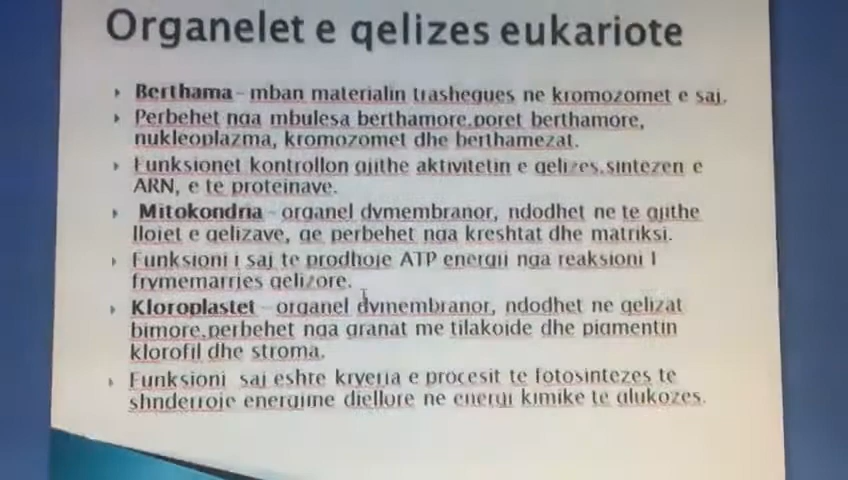 Organelet e qelizes eukariote
Berthama - mban materialin trashegues ne kromozomet e saj.
Perbehet nga mbulesa berthamore,poret berthamore,
nukleoplazma, kromozomet dhe berthamezat.
Funksionet kontrollon gjithe aktivitetin e qelizes,sintezen e
ARN, e te proteinave.
Mitokondria - organel dymembranor, ndodhet ne te gjithe
llojet e qelizave, qe perbehet nga kreshtat dhe matriksi.
Funksioni i saj te prodhoje ATP energji nga reaksioni I
frymemarrjes qelizore.
Kloroplastet - organel dymembranor, ndodhet ne qelizat
bimore,perbehet nga granat me tilakoide dhe pigmentin
klorofil dhe stroma.
Funksioni saj eshte kryerja e procesit te fotosintezes te
shnderroje energjine diellore ne energji kimike te glukozes.